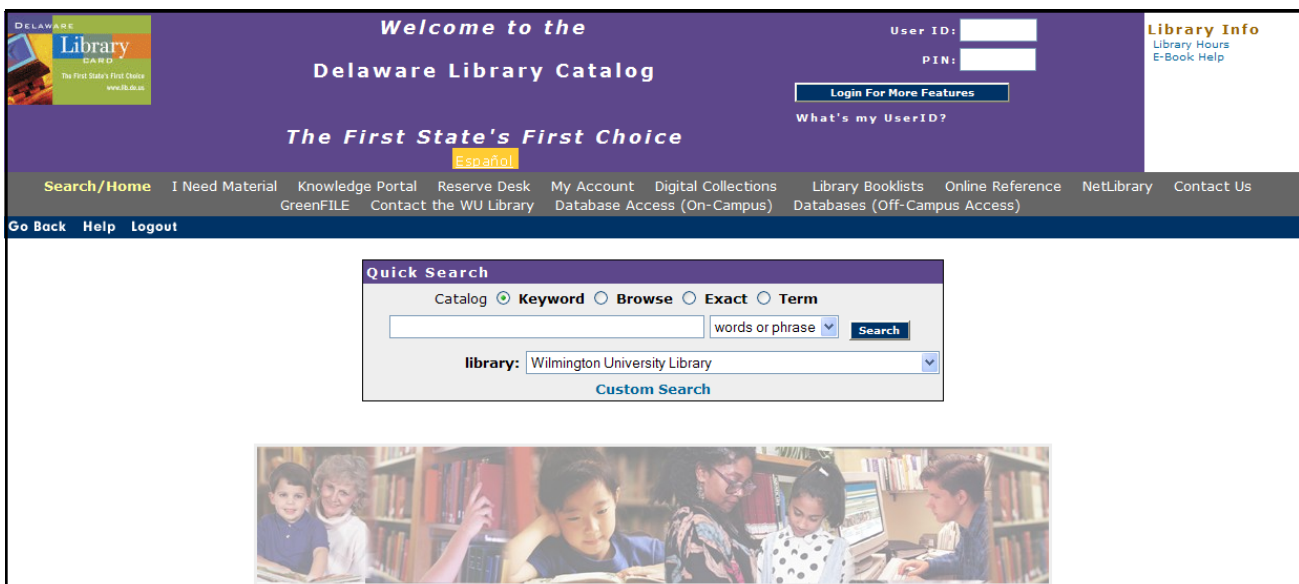 DELAWARE
Library
CARD
The First State's First Choice
www.lib.de.us
Welcome to the
Delaware Library Catalog
The First State's First Choice
Español
User ID:
PIN:
Login For More Features
What's my UserID?
Library Info
Library Hours
E-Book Help
Search/Home I Need Material Knowledge Portal Reserve Desk My Account Digital Collections Library Booklists Online Reference NetLibrary Contact Us
GreenFILE Contact the WU Library Database Access (On-Campus) Databases (Off-Campus Access)
Go Back Help Logout
Quick Search
Catalog Keyword Browse Exact Term
words or phrase Search
library: Wilmington University Library
Custom Search